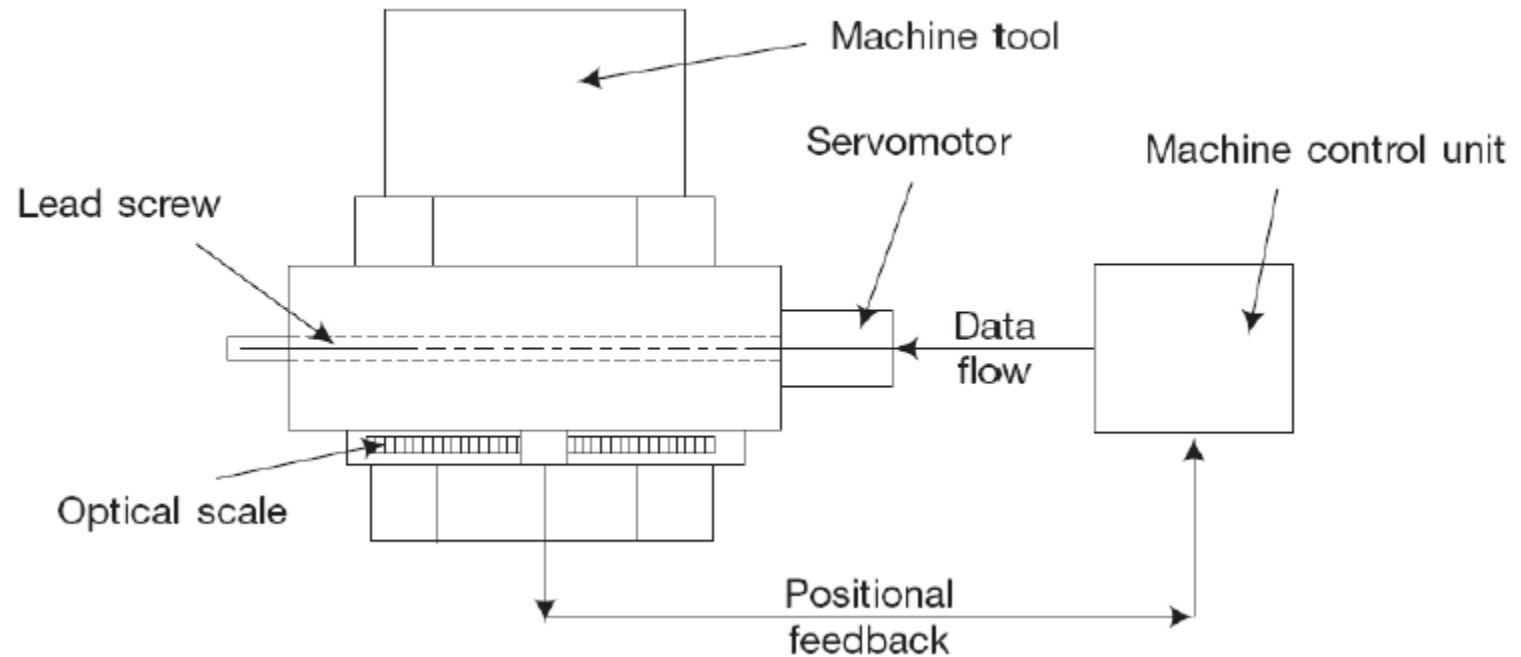 Machine tool
Servomotor
Machine control unit
Lead screw
Data
flow
Optical scale
Positional
feedback